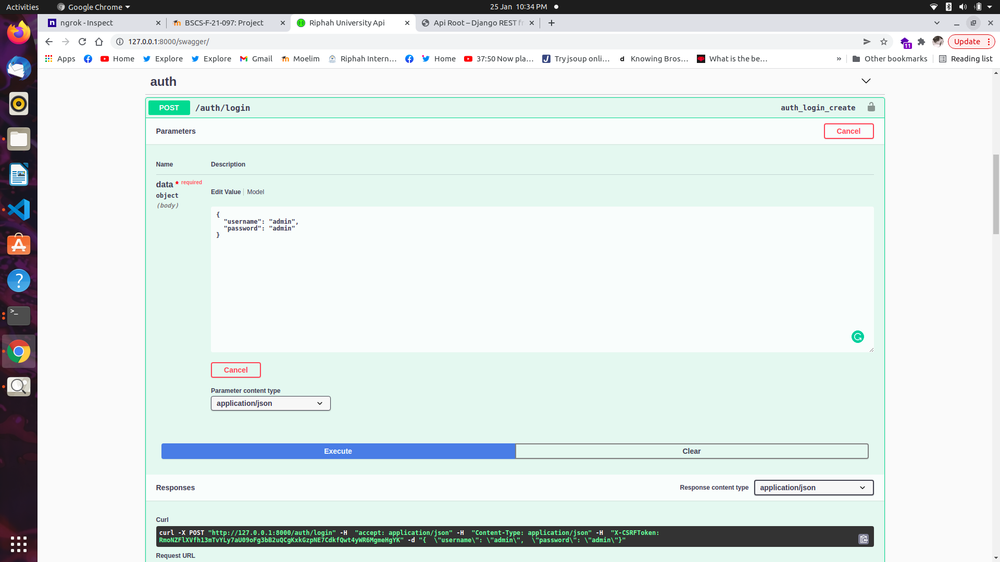 Activities Google Chrome 25 Jan 10:34 PM
ngrok - Inspect BSCS-F-21-097: Project Riphah University Api Api Root – Django REST fr
127.0.0.1:8000/swagger/ 11 Update
Apps Home Explore Explore Gmail Moelim Riphah Intern… Home 37:50 Now pla… Try jsoup onli… Knowing Bros… What is the be… » Other bookmarks Reading list
auth
POST /auth/login auth_login_create
Parameters Cancel
Name Description
data * required
object
(body)
Edit Value Model
{
"username": "admin",
"password": "admin"
}
Cancel
Parameter content type
application/json
Execute Clear
Responses Response content type application/json
Curl
curl -X POST "http://127.0.0.1:8000/auth/login" -H  "accept: application/json" -H  "Content-Type: application/json" -H  "X-CSRFToken:
RmoNZFlXVfh13mTvYLy7aU09oFg3bB2uQCgKxkGzpNE7CdkfQwt4yWR6MgmeHgYK" -d "{  \"username\": \"admin\",  \"password\": \"admin\"}"
Request URL